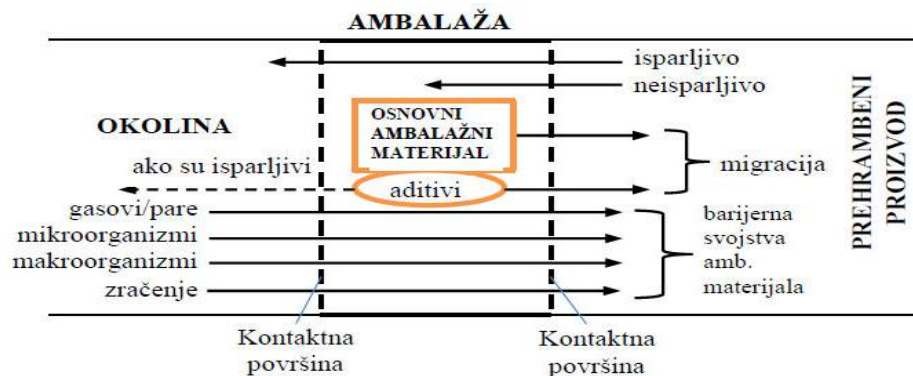 AMBALAŽA
isparljivo
neisparljivo
OKOLINA
OSNOVNI
AMBALAŽNI
MATERIJAL
ako su isparljivi
aditivi
migracija
PREHRAMBENI
PROIZVOD
gasovi/pare
mikroorganizmi
makroorganizmi
zračenje
barijerna
svojstva
amb.
materijala
Kontaktna
površina
Kontaktna
površina